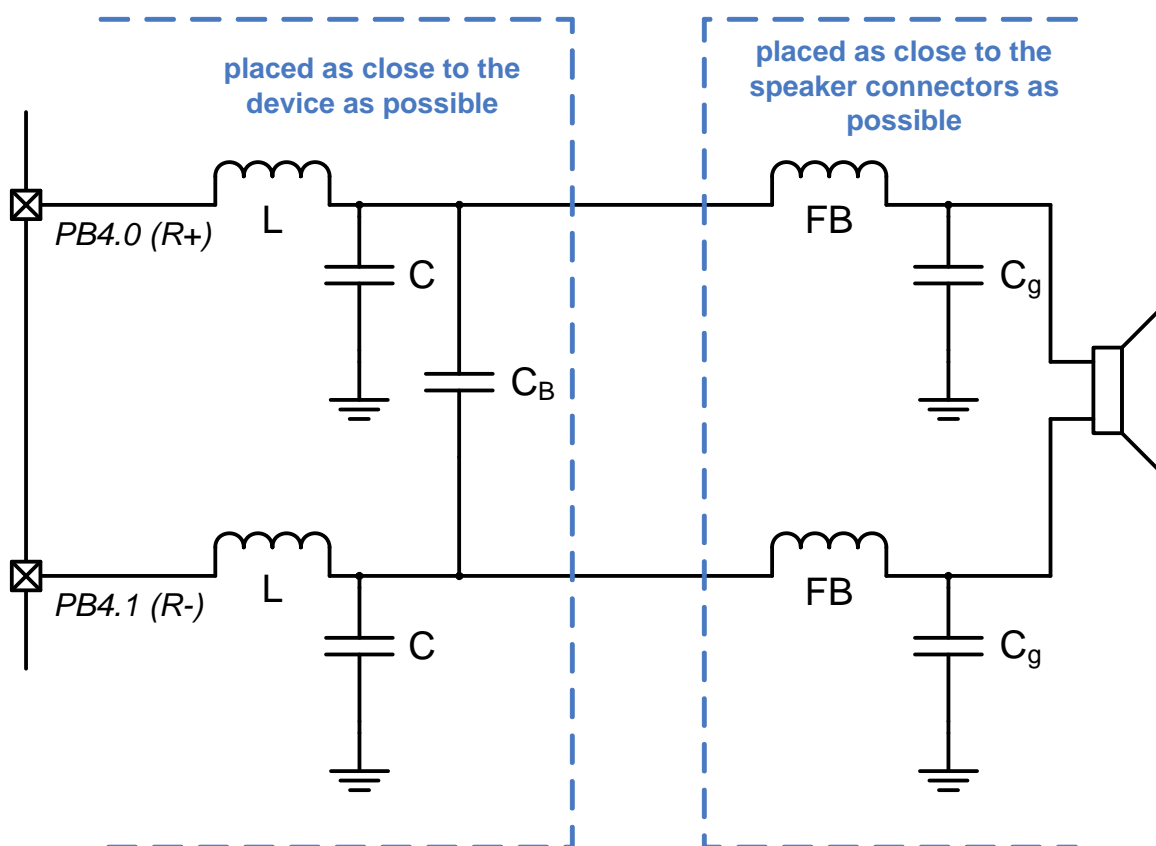 placed as close to the
device as possible
placed as close to the
speaker connectors as
possible
L
PB4.0 (R+)
C
FB
Cg
CB
L
PB4.1 (R-)
C
FB
Cg